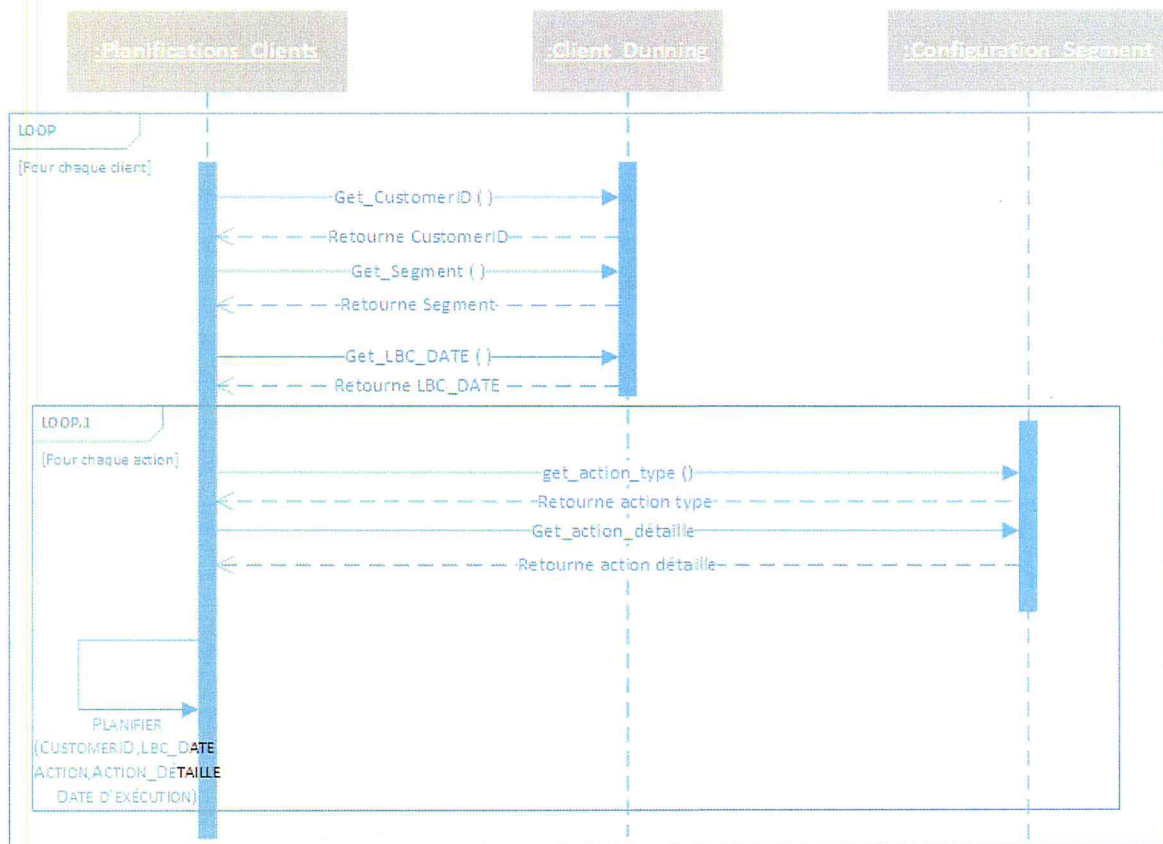 :Planifications_Clients
:Client_Dunning
:Configuration_Segment
LOOP
[Pour chaque client]
Get_CustomerID ( )
Retourne CustomerID
Get_Segment ( )
Retourne Segment
Get_LBC_DATE ( )
Retourne LBC_DATE
LOOP.1
[Pour chaque action]
get_action_type ()
Retourne action type
Get_action_détaille
Retourne action détaille
PLANIFIER
(CUSTOMERID,LBC_DATE
ACTION,ACTION_DÉTAILLE
DATE D'EXÉCUTION)